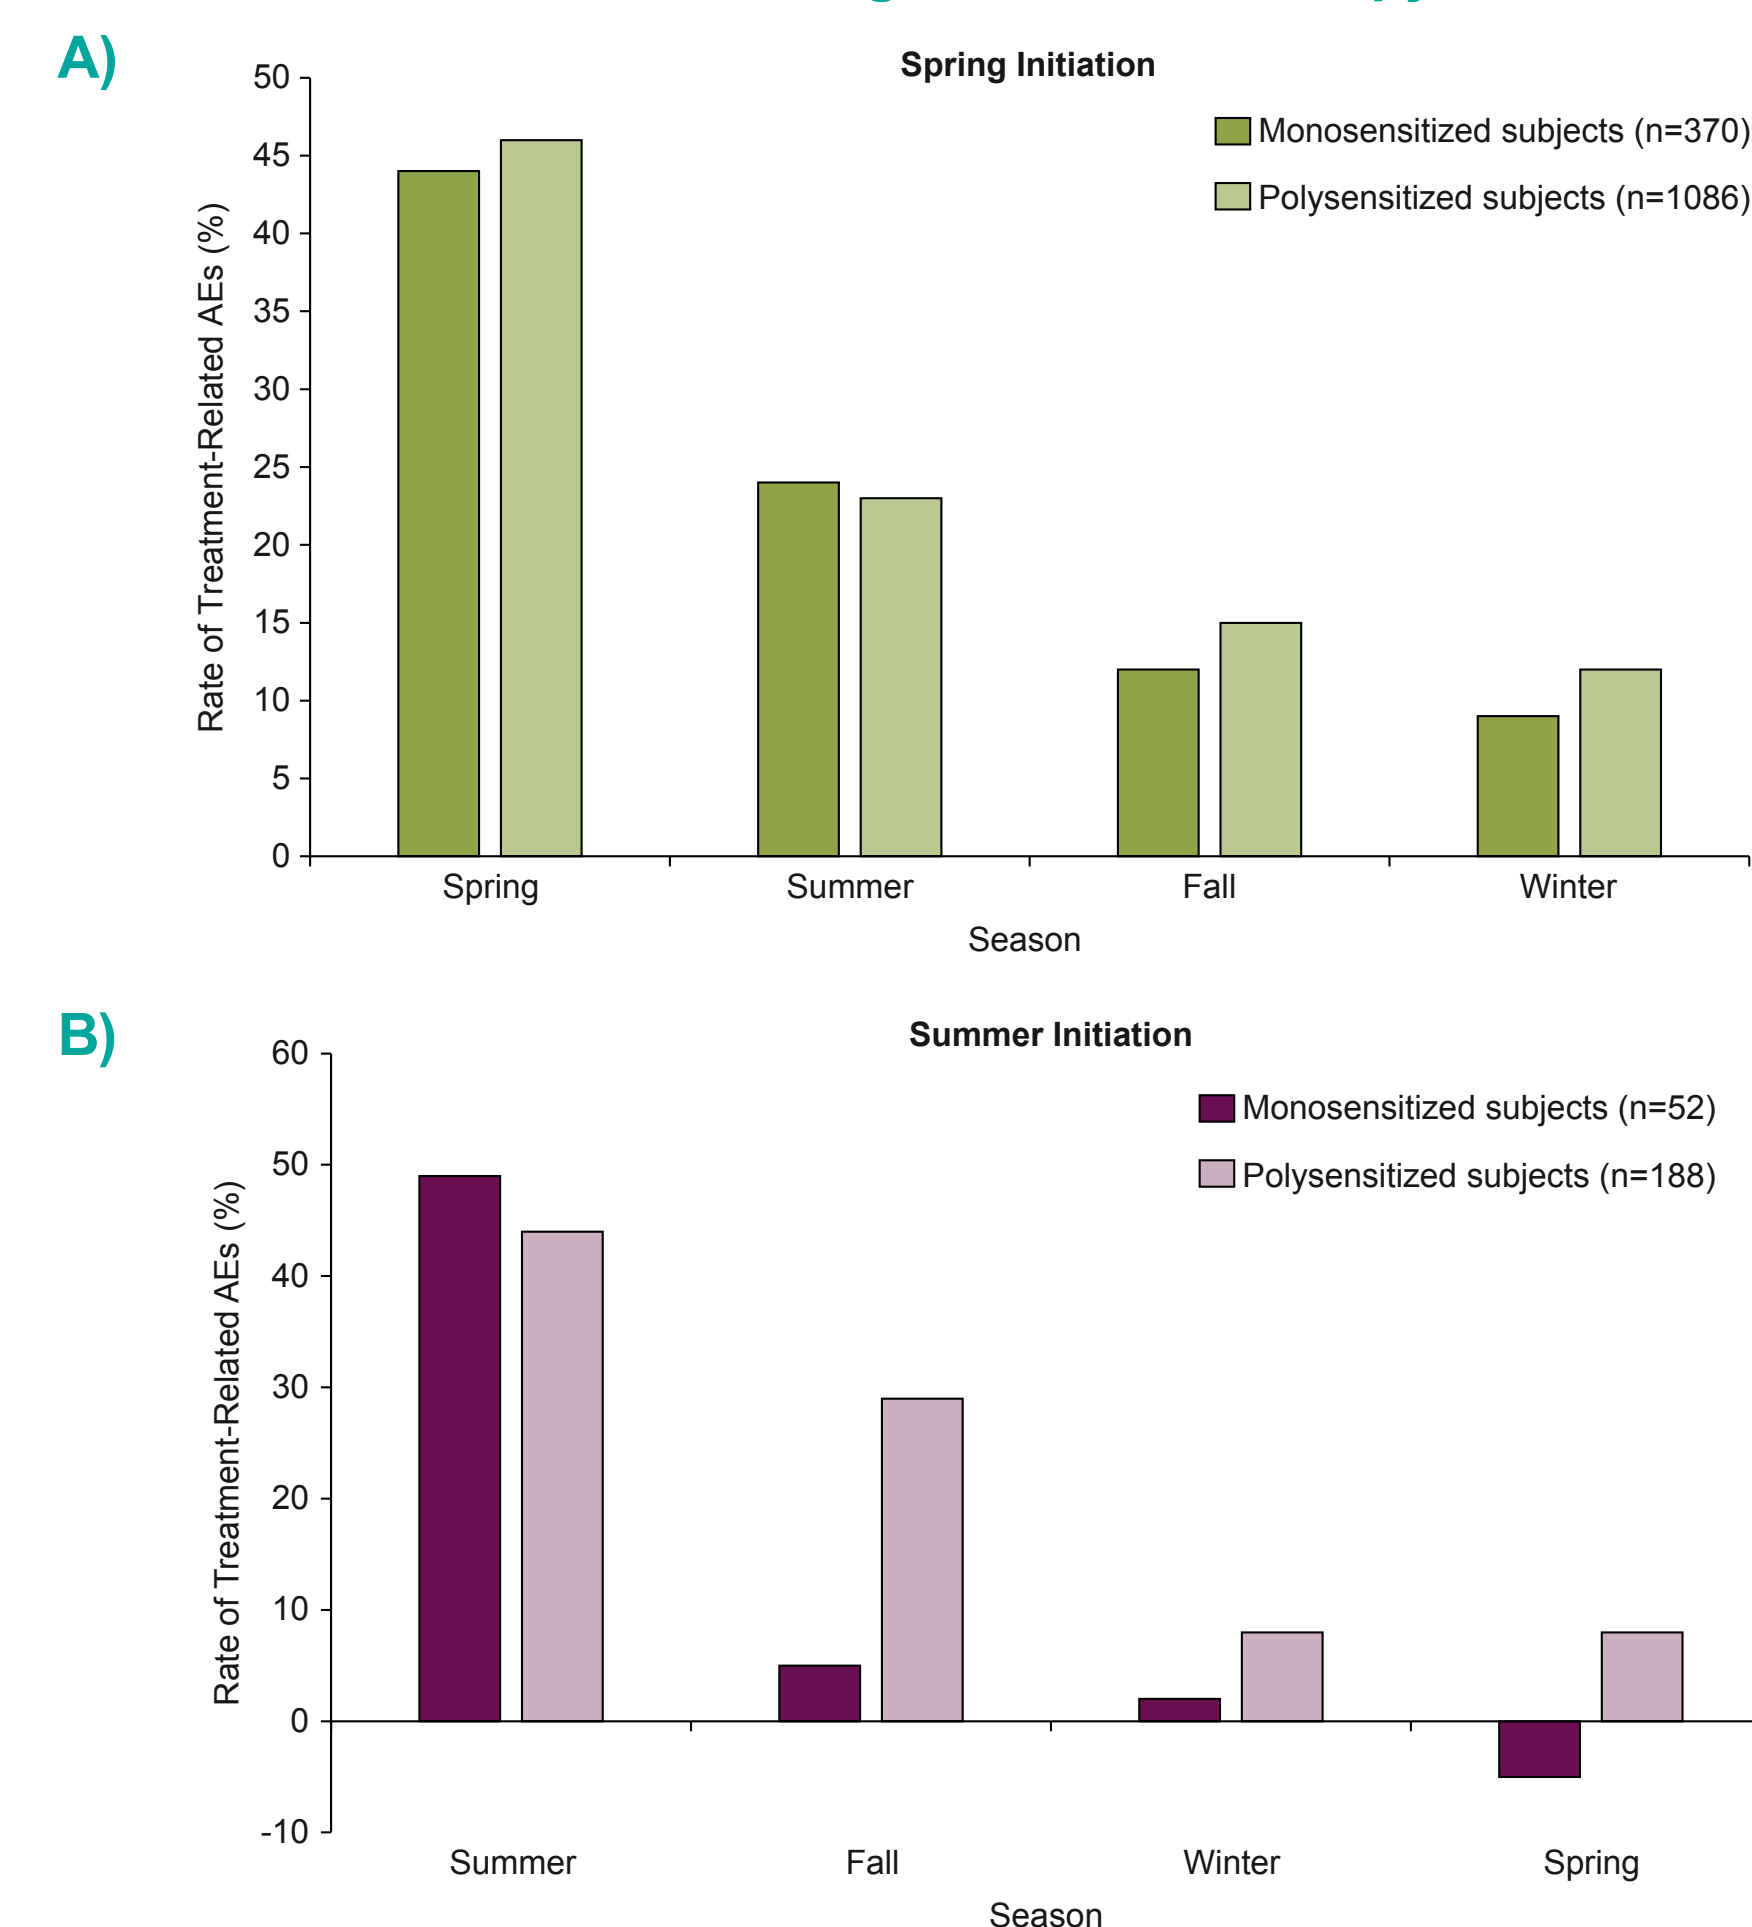 A)
Spring Initiation
Monosensitized subjects (n=370)
Polysensitized subjects (n=1086)
Rate of Treatment-Related AEs (%)
50
45
40
35
30
25
20
15
10
5
0
Spring Summer Fall Winter
Season
B)
Summer Initiation
Monosensitized subjects (n=52)
Polysensitized subjects (n=188)
Rate of Treatment-Related AEs (%)
60
50
40
30
20
10
0
-10
Summer Fall Winter Spring
Season